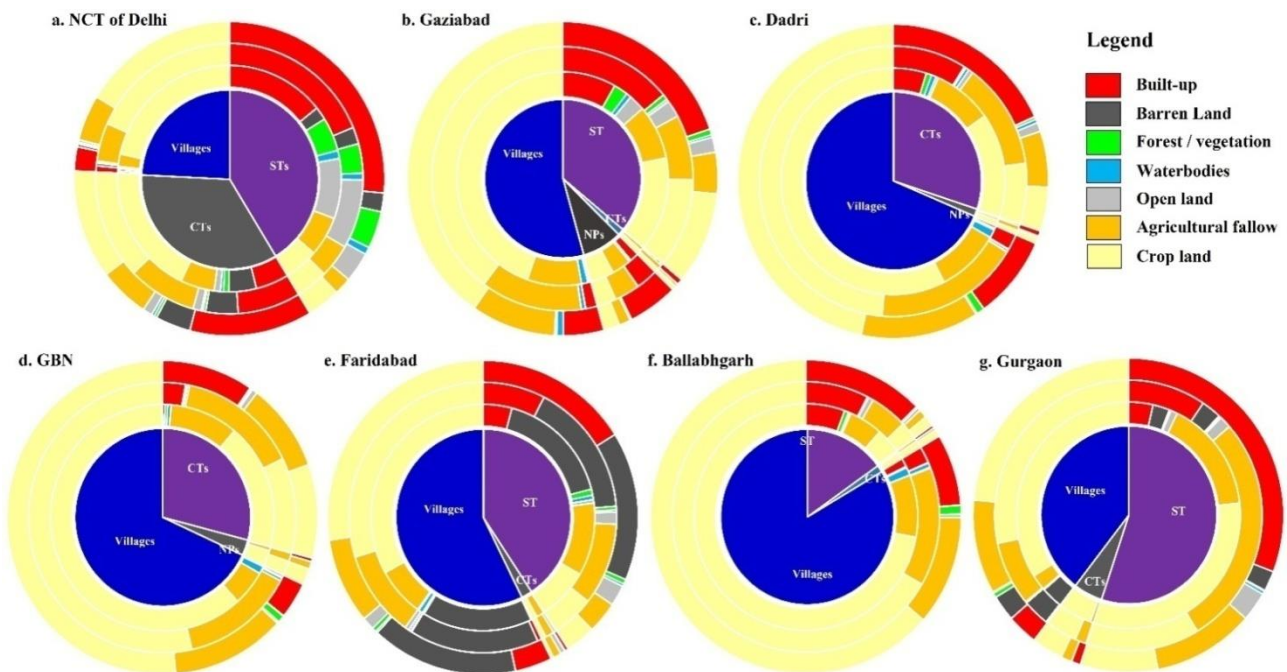 a. NCT of Delhi
b. Gaziabad
c. Dadri
Legend
Built-up
Barren Land
Forest / vegetation
Waterbodies
Open land
Agricultural fallow
Crop land
Villages
STs
CTs
Villages
ST
CTs
NPs
CTs
Villages
NPs
d. GBN
e. Faridabad
f. Ballabhgarh
g. Gurgaon
CTs
Villages
NPs
Villages
ST
CTs
ST
CTs
Villages
Villages
ST
CTs